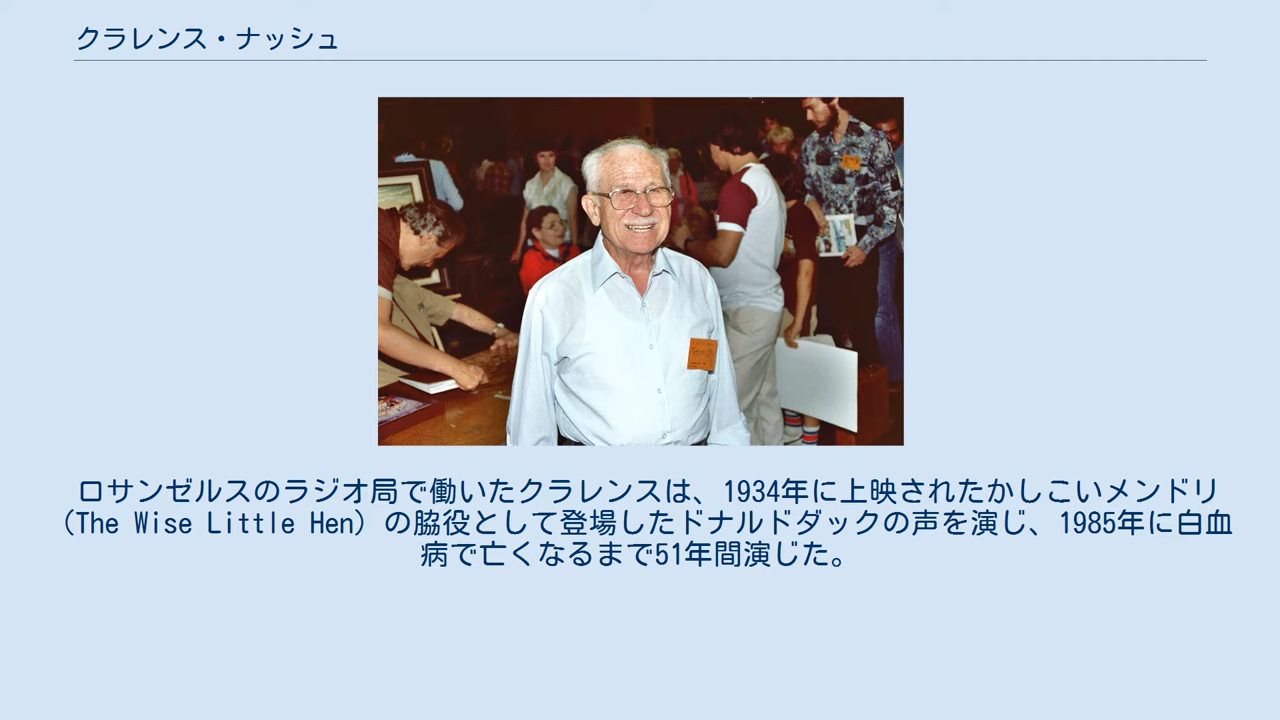 クラレンス・ナッシュ
ロサンゼルスのラジオ局で働いたクラレンスは、1934年に上映されたかしこいメンドリ
（The Wise Little Hen）の脇役として登場したドナルドダックの声を演じ、1985年に白血
病で亡くなるまで51年間演じた。